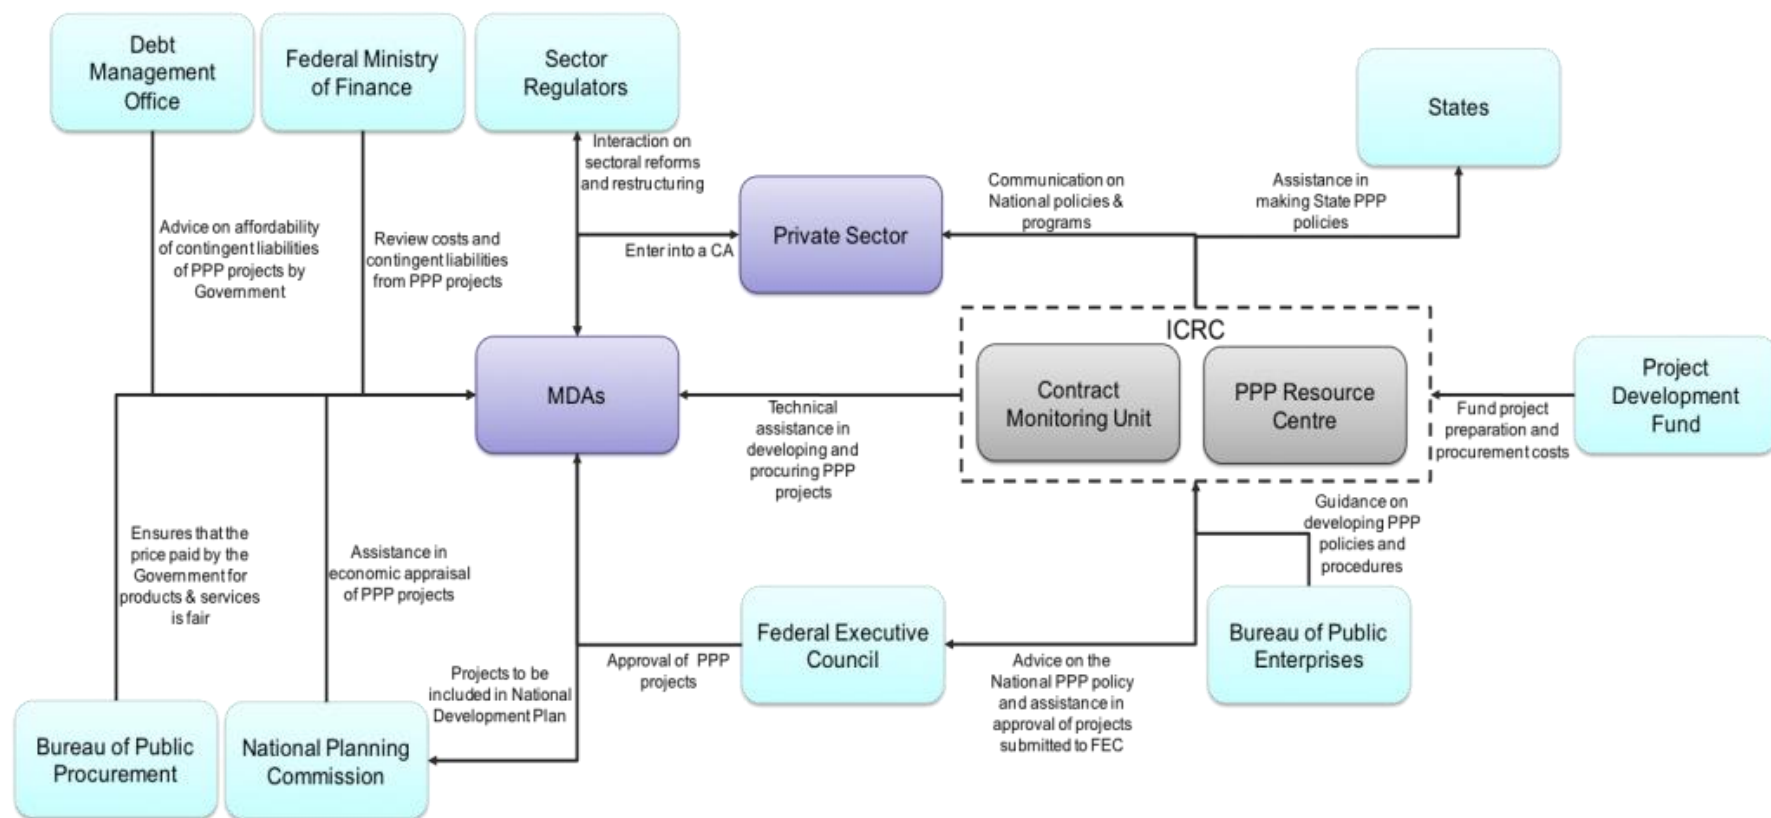 Debt
Management
Office
Federal Ministry
of Finance
Sector
Regulators
States
Interaction on
sectoral reforms
and restructuring
Private Sector
Communication on
National policies &
programs
Assistance in
making State PPP
policies
Advice on affordability
of contingent liabilities
of PPP projects by
Government
Review costs and
contingent liabilities
from PPP projects
Enter into a CA
ICRC
MDAs
Contract
Monitoring Unit
PPP Resource
Centre
Project
Development
Fund
Technical
assistance in
developing and
procuring PPP
projects
Fund project
preparation and
procurement costs
Guidance on
developing PPP
policies and
procedures
Ensures that the
price paid by the
Government for
products & services
is fair
Assistance in
economic appraisal
of PPP projects
Federal Executive
Council
Bureau of Public
Enterprises
Projects to be
included in National
Development Plan
Approval of PPP
projects
Advice on the
National PPP policy
and assistance in
approval of projects
submitted to FEC
Bureau of Public
Procurement
National Planning
Commission